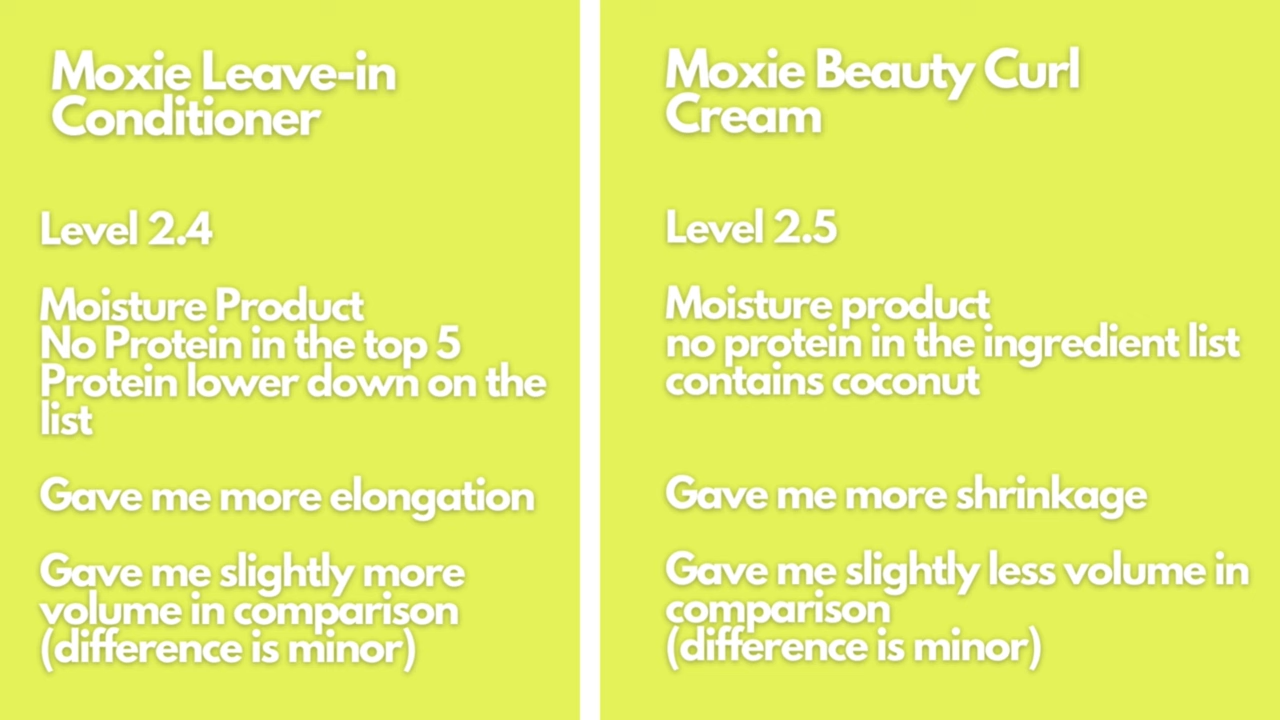 Moxie Leave-in
Conditioner
Level 2.4
Moisture Product
No Protein in the top 5
Protein lower down on the
list
Gave me more elongation
Gave me slightly more
volume in comparison
(difference is minor)
Moxie Beauty Curl
Cream
Level 2.5
Moisture product
no protein in the ingredient list
contains coconut
Gave me more shrinkage
Gave me slightly less volume in
comparison
(difference is minor)